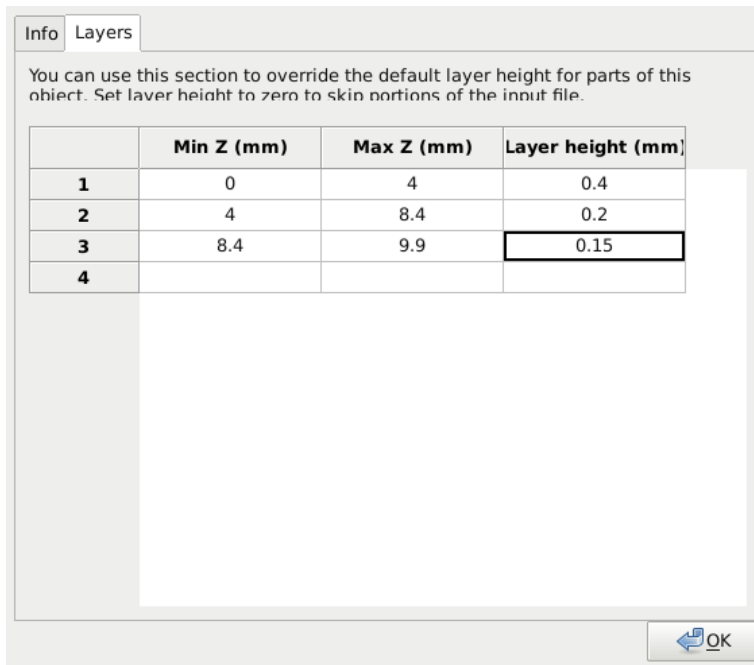 Info Layers
You can use this section to override the default layer height for parts of this
object. Set layer height to zero to skip portions of the input file.
Min Z (mm) Max Z (mm) Layer height (mm)
1 0 4 0.4
2 4 8.4 0.2
3 8.4 9.9 0.15
4
OK